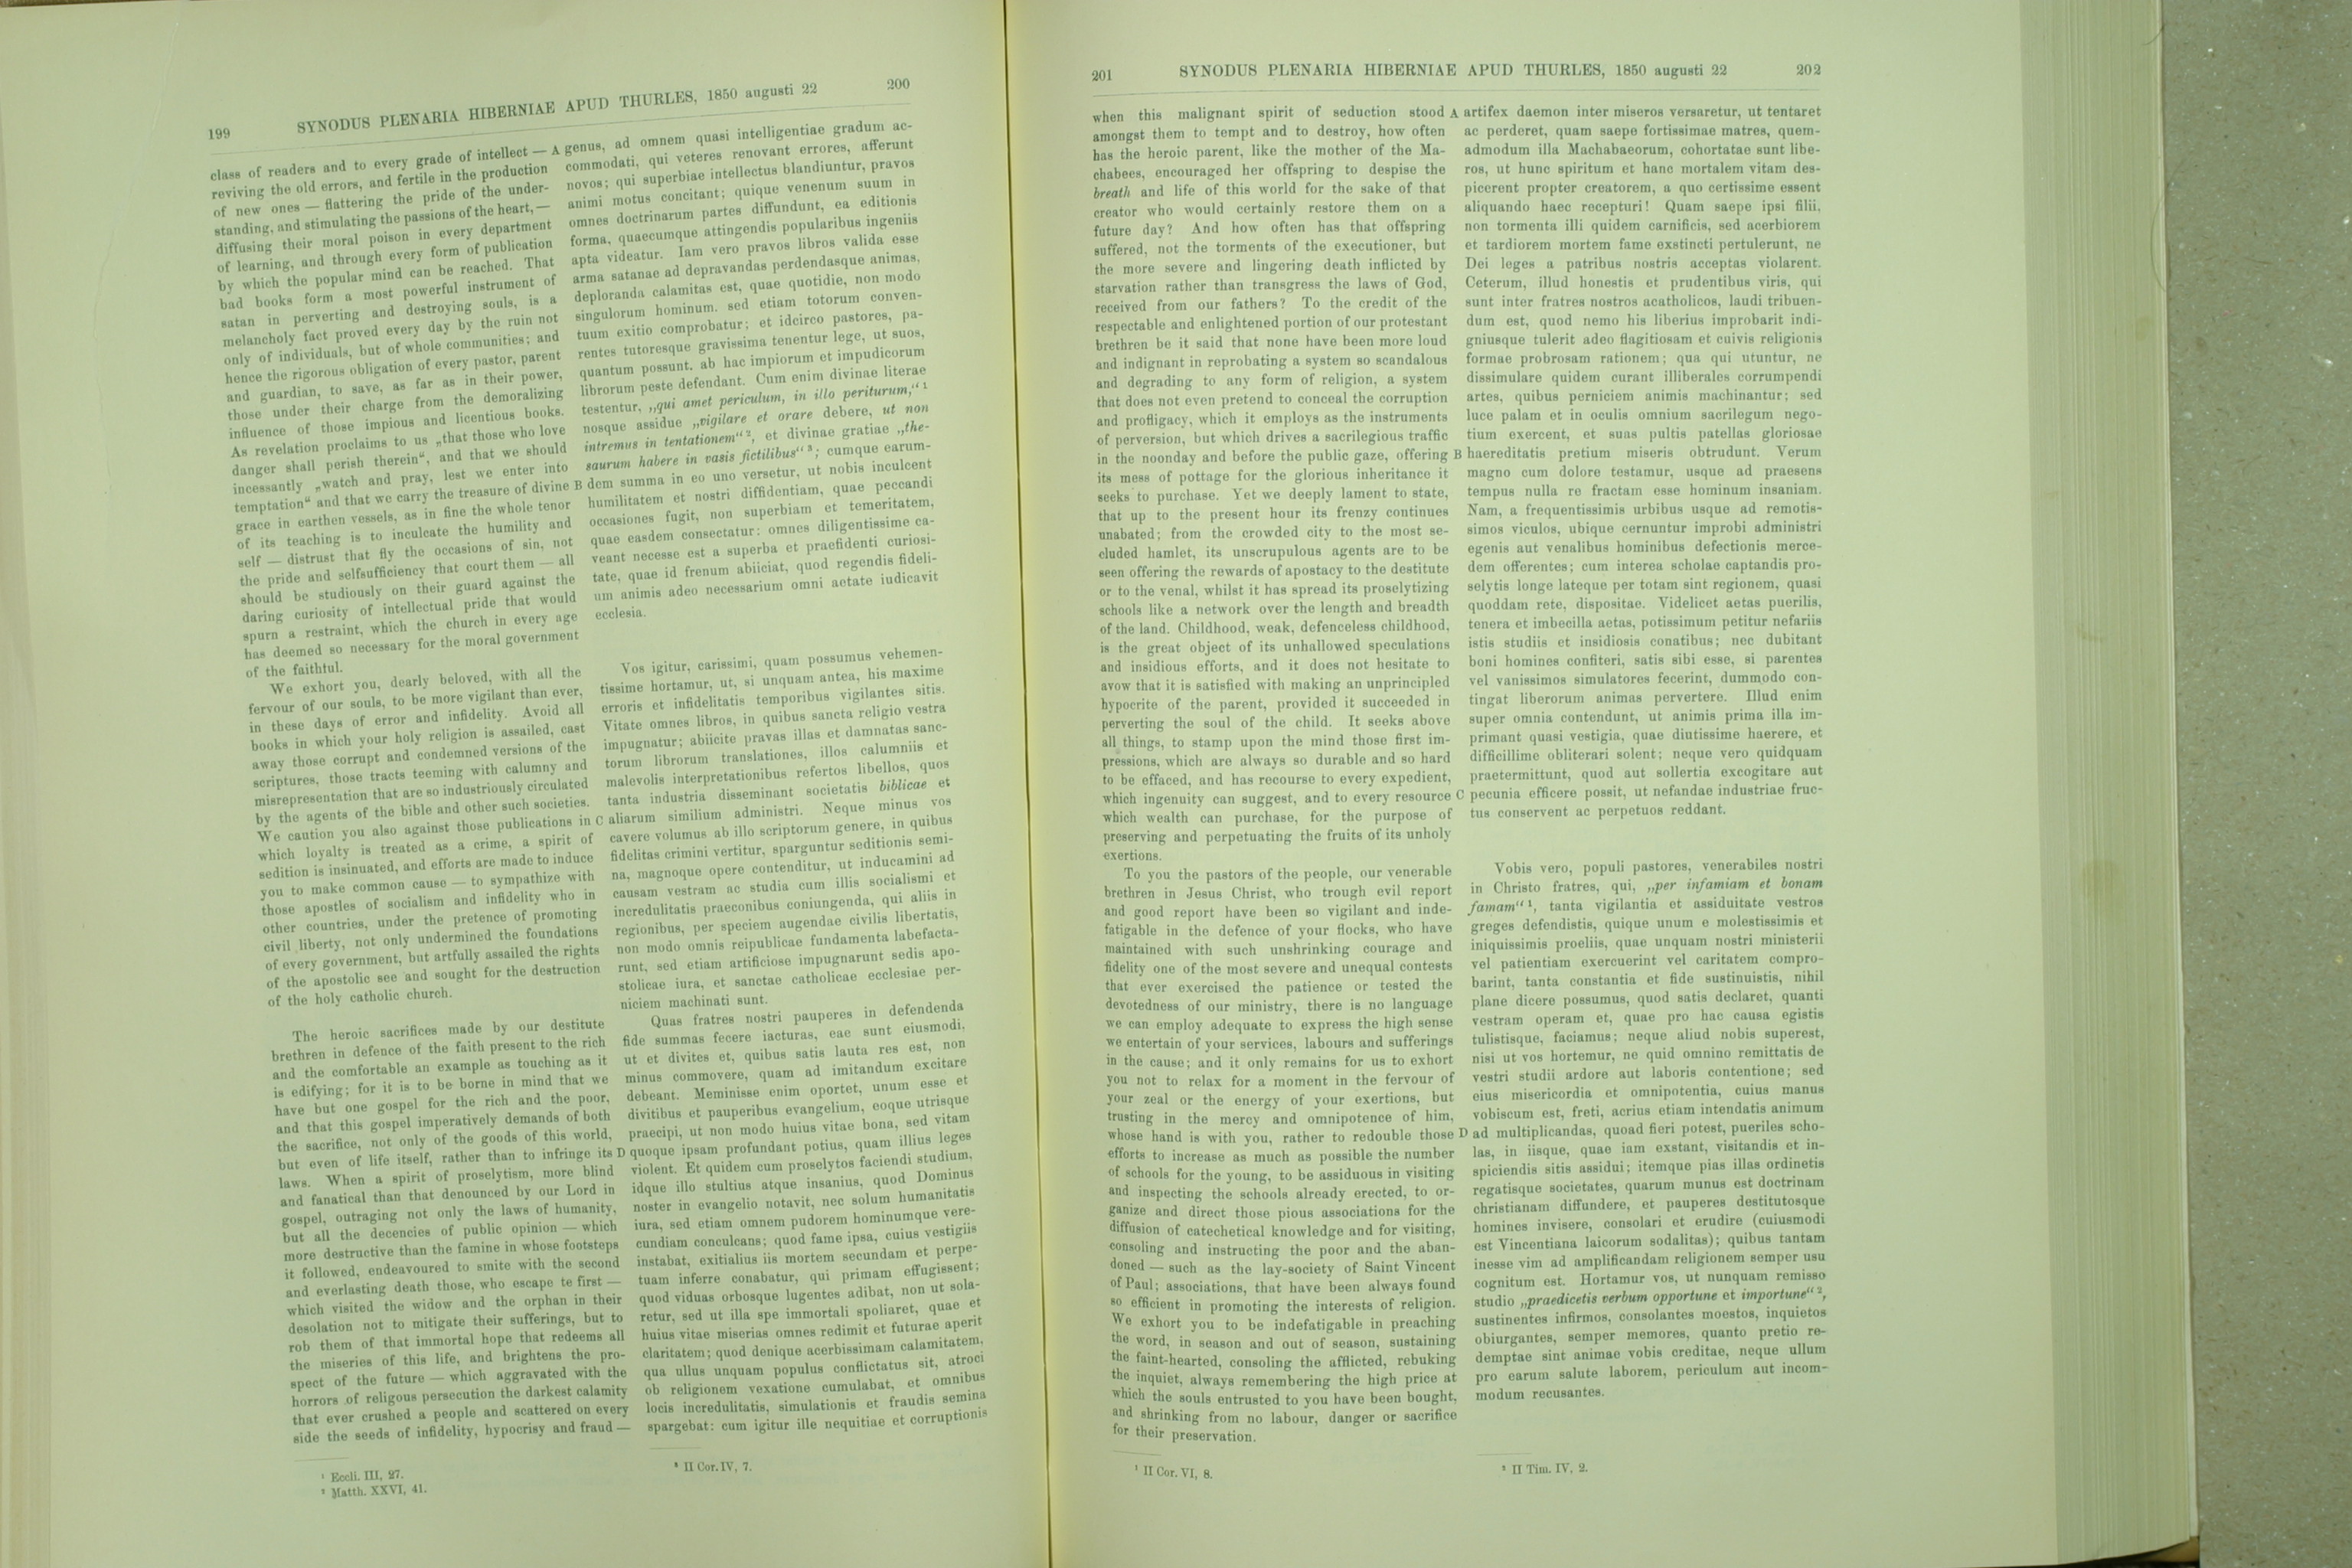 199
SYNODUS PLENARIA HIBERNIAE APUD THURLES, 1850 augusti 22
200
class of readers and to every grade of intellect —
reviving the old errors, and fertile in the production
of new ones — flattering the pride of the under-
standing, and stimulating the passions of the heart, —
diffusing their moral poison in every department
of learning, and through every form of publication
by which the popular mind can be reached. That
bad books form a most powerful instrument of
satan in perverting and destroying souls, is a
melancholy fact proved every day by the ruin not
only of individuals, but of whole communities; and
hence the rigorous obligation of every pastor, parent
and guardian, to save, as far as in their power,
those under their charge from the demoralizing
influence of those impious and licentious books.
As revelation proclaims to us „that those who love
danger shall perish therein“, and that we should
incessantly „watch and pray, lest we enter into
temptation“ and that we carry the treasure of divine
grace in earthen vessels, as in fine the whole tenor
of its teaching is to inculcate the humility and
self — distrust that fly the occasions of sin, not
the pride and selfsufficiency that court them — all
should be studiously on their guard against the
daring curiosity of intellectual pride that would
spurn a restraint, which the church in every age
has deemed so necessary for the moral government
of the faithful.
We exhort you, dearly beloved, with all the
fervour of our souls, to be more vigilant than ever,
in these days of error and infidelity. Avoid all
books in which your holy religion is assailed, cast
away those corrupt and condemned versions of the
scriptures, those tracts teeming with calumny and
misrepresentation that are so industriously circulated
by the agents of the bible and other such societies.
We caution you also against those publications in
which loyalty is treated as a crime, a spirit of
sedition is insinuated, and efforts are made to induce
you to make common cause — to sympathize with
those apostles of socialism and infidelity who in
other countries, under the pretence of promoting
civil liberty, not only undermined the foundations
of every government, but artfully assailed the rights
of the apostolic see and sought for the destruction
of the holy catholic church.
The heroic sacrifices made by our destitute
brethren in defence of the faith present to the rich
and the comfortable an example as touching as it
is edifying; for it is to be borne in mind that we
have but one gospel for the rich and the poor,
and that this gospel imperatively demands of both
the sacrifice, not only of the goods of this world,
but even of life itself, rather than to infringe its
laws. When a spirit of proselytism, more blind
and fanatical than that denounced by our Lord in
gospel, outraging not only the laws of humanity,
but all the decencies of public opinion — which
more destructive than the famine in whose footsteps
it followed, endeavoured to smite with the second
and everlasting death those, who escape te first —
which visited the widow and the orphan in their
desolation not to mitigate their sufferings, but to
rob them of that immortal hope that redeems all
the miseries of this life, and brightens the pro-
spect of the future — which aggravated with the
horrors of religous persecution the darkest calamity
that ever crushed a people and scattered on every
side the seeds of infidelity, hypocrisy and fraud —
A
B
C
D
genus, ad omnem quasi intelligentiae gradum ac-
commodati, qui veteres renovant errores, afferunt
novos; qui superbiae intellectus blandiuntur, pravos
animi motus concitant; quique venenum suum in
omnes doctrinarum partes diffundunt, ea editionis
forma, quaecumque attingendis popularibus ingeniis
apta videatur. Iam vero pravos libros valida esse
arma satanae ad depravandas perdendasque animas,
deploranda calamitas est, quae quotidie, non modo
singulorum hominum, sed etiam totorum conven-
tuum exitio comprobatur; et idcirco pastores, pa-
rentes tutoresque gravissima tenentur lege, ut suos,
quantum possunt, ab hac impiorum et impudicorum
librorum peste defendant. Cum enim divinae literae
testentur, „qui amet periculum, in illo periturum,“ 1
nosque assidue „vigilare et orare debere, ut non
intremus in tentationem“ 2, et divinae gratiae „the-
saurum habere in vasis fictilibus“ 3; cumque earum-
dem summa in eo uno versetur, ut nobis inculcent
humilitatem et nostri diffidentiam, quae peccandi
occasiones fugit, non superbiam et temeritatem,
quae easdem consectatur: omnes diligentissime ca-
veant necesse est a superba et praefidenti curiosi-
tate, quae id frenum abiiciat, quod regendis fideli-
um animis adeo necessarium omni aetate iudicavit
ecclesia.
Vos igitur, carissimi, quam possumus vehemen-
tissime hortamur, ut, si unquam antea, his maxime
erroris et infidelitatis temporibus vigilantes sitis.
Vitate omnes libros, in quibus sancta religio vestra
impugnatur; abiicite pravas illas et damnatas sanc-
torum librorum translationes, illos calumniis et
malevolis interpretationibus refertos libellos, quos
tanta industria disseminant societatis biblicae et
aliarum similium administri. Neque minus vos
cavere volumus ab illo scriptorum genere, in quibus
fidelitas crimini vertitur, sparguntur seditionis semi-
na, magnoque opere contenditur, ut inducamini ad
causam vestram ac studia cum illis socialismi et
incredulitatis praeconibus coniungenda, qui aliis in
regionibus, per speciem augendae civilis libertatis,
non modo omnis reipublicae fundamenta labefacta-
runt, sed etiam artificiose impugnarunt sedis apo-
stolicae iura, et sanctae catholicae ecclesiae per-
niciem machinati sunt.
Quas fratres nostri pauperes in defendenda
fide summas fecere iacturas, eae sunt eiusmodi,
ut et divites et, quibus satis lauta res est, non
minus commovere, quam ad imitandum excitare
debeant. Meminisse enim oportet, unum esse et
divitibus et pauperibus evangelium, eoque utrisque
praecipi, ut non modo huius vitae bona, sed vitam
quoque ipsam profundant potius, quam illius leges
violent. Et quidem cum proselytos faciendi studium,
idque illo stultius atque insanius, quod Dominus
noster in evangelio notavit, nec solum humanitatis
iura, sed etiam omnem pudorem hominumque vere-
cundiam conculcans; quod fame ipsa, cuius vestigiis
instabat, exitialius iis mortem secundam et perpe-
tuam inferre conabatur, qui primam effugissent;
quod viduas orbosque lugentes adibat, non ut sola-
retur, sed ut illa spe immortali spoliaret, quae et
huius vitae miserias omnes redimit et futurae aperit
claritatem; quod denique acerbissimam calamitatem,
qua ullus unquam populus conflictatus sit, atroci
ob religionem vexatione cumulabat, et omnibus
locis incredulitatis, simulationis et fraudis semina
spargebat: cum igitur ille nequitiae et corruptionis
1 Eccli. III, 27.
2 Matth. XXVI, 41.
3 II Cor. IV, 7.
201
SYNODUS PLENARIA HIBERNIAE APUD THURLES, 1850 augusti 22
202
when this malignant spirit of seduction stood
amongst them to tempt and to destroy, how often
has the heroic parent, like the mother of the Ma-
chabees, encouraged her offspring to despise the
breath and life of this world for the sake of that
creator who would certainly restore them on a
future day? And how often has that offspring
suffered, not the torments of the executioner, but
the more severe and lingering death inflicted by
starvation rather than transgress the laws of God,
received from our fathers? To the credit of the
respectable and enlightened portion of our protestant
brethren be it said that none have been more loud
and indignant in reprobating a system so scandalous
and degrading to any form of religion, a system
that does not even pretend to conceal the corruption
and profligacy, which it employs as the instruments
of perversion, but which drives a sacrilegious traffic
in the noonday and before the public gaze, offering
its mess of pottage for the glorious inheritance it
seeks to purchase. Yet we deeply lament to state,
that up to the present hour its frenzy continues
unabated; from the crowded city to the most se-
cluded hamlet, its unscrupulous agents are to be
seen offering the rewards of apostacy to the destitute
or to the venal, whilst it has spread its proselytizing
schools like a network over the length and breadth
of the land. Childhood, weak, defenceless childhood,
is the great object of its unhallowed speculations
and insidious efforts, and it does not hesitate to
avow that it is satisfied with making an unprincipled
hypocrite of the parent, provided it succeeded in
perverting the soul of the child. It seeks above
all things, to stamp upon the mind those first im-
pressions, which are always so durable and so hard
to be effaced, and has recourse to every expedient,
which ingenuity can suggest, and to every resource
which wealth can purchase, for the purpose of
preserving and perpetuating the fruits of its unholy
exertions.
To you the pastors of the people, our venerable
brethren in Jesus Christ, who trough evil report
and good report have been so vigilant and inde-
fatigable in the defence of your flocks, who have
maintained with such unshrinking courage and
fidelity one of the most severe and unequal contests
that ever exercised the patience or tested the
devotedness of our ministry, there is no language
we can employ adequate to express the high sense
we entertain of your services, labours and sufferings
in the cause; and it only remains for us to exhort
you not to relax for a moment in the fervour of
your zeal or the energy of your exertions, but
trusting in the mercy and omnipotence of him,
whose hand is with you, rather to redouble those
efforts to increase as much as possible the number
of schools for the young, to be assiduous in visiting
and inspecting the schools already erected, to or-
ganize and direct those pious associations for the
diffusion of catechetical knowledge and for visiting,
consoling and instructing the poor and the aban-
doned — such as the lay-society of Saint Vincent
of Paul; associations, that have been always found
so efficient in promoting the interests of religion.
We exhort you to be indefatigable in preaching
the word, in season and out of season, sustaining
the faint-hearted, consoling the afflicted, rebuking
the inquiet, always remembering the high price at
which the souls entrusted to you have been bought,
and shrinking from no labour, danger or sacrifice
for their preservation.
A
B
C
D
artifex daemon inter miseros versaretur, ut tentaret
ac perderet, quam saepe fortissimae matres, quem-
admodum illa Machabaeorum, cohortatae sunt libe-
ros, ut hunc spiritum et hanc mortalem vitam des-
picerent propter creatorem, a quo certissime essent
aliquando haec recepturi! Quam saepe ipsi filii,
non tormenta illi quidem carnificis, sed acerbiorem
et tardiorem mortem fame exstincti pertulerunt, ne
Dei leges a patribus nostris acceptas violarent.
Ceterum, illud honestis et prudentibus viris, qui
sunt inter fratres nostros acatholicos, laudi tribuen-
dum est, quod nemo his liberius improbarit indi-
gniusque tulerit adeo flagitiosam et cuivis religionis
formae probrosam rationem; qua qui utuntur, ne
dissimulare quidem curant illiberales corrumpendi
artes, quibus perniciem animis machinantur; sed
luce palam et in oculis omnium sacrilegum nego-
tium exercent, et suas pultis patellas gloriosae
haereditatis pretium miseris obtrudunt. Verum
magno cum dolore testamur, usque ad praesens
tempus nulla re fractam esse hominum insaniam.
Nam, a frequentissimis urbibus usque ad remotis-
simos viculos, ubique cernuntur improbi administri
egenis aut venalibus hominibus defectionis merce-
dem offerentes; cum interea scholae captandis pro-
selytis longe lateque per totam sint regionem, quasi
quoddam rete, dispositae. Videlicet aetas puerilis,
tenera et imbecilla aetas, potissimum petitur nefariis
istis studiis et insidiosis conatibus; nec dubitant
boni homines confiteri, satis sibi esse, si parentes
vel vanissimos simulatores fecerint, dummodo con-
tingat liberorum animas pervertere. Illud enim
super omnia contendunt, ut animis prima illa im-
primant quasi vestigia, quae diutissime haerere, et
difficillime obliterari solent; neque vero quidquam
praetermittunt, quod aut sollertia excogitare aut
pecunia efficere possit, ut nefandae industriae fruc-
tus conservent ac perpetuos reddant.
Vobis vero, populi pastores, venerabiles nostri
in Christo fratres, qui, „per infamiam et bonam
famam“ 1, tanta vigilantia et assiduitate vestros
greges defendistis, quique unum e molestissimis et
iniquissimis proeliis, quae unquam nostri ministerii
vel patientiam exercuerint vel caritatem compro-
barint, tanta constantia et fide sustinuistis, nihil
plane dicere possumus, quod satis declaret, quanti
vestram operam et, quae pro hac causa egistis
tulistisque, faciamus; neque aliud nobis superest,
nisi ut vos hortemur, ne quid omnino remittatis de
vestri studii ardore aut laboris contentione; sed
eius misericordia et omnipotentia, cuius manus
vobiscum est, freti, acrius etiam intendatis animum
ad multiplicandas, quoad fieri potest, pueriles scho-
las, in iisque, quae iam exstant, visitandis et in-
spiciendis sitis assidui; itemque pias illas ordinetis
regatisque societates, quarum munus est doctrinam
christianam diffundere, et pauperes destitutosque
homines invisere, consolari et erudire (cuiusmodi
est Vincentiana laicorum sodalitas); quibus tantam
inesse vim ad amplificandam religionem semper usu
cognitum est. Hortamur vos, ut nunquam remisso
studio „praedicetis verbum opportune et importune“ 2,
sustinentes infirmos, consolantes moestos, inquietos
obiurgantes, semper memores, quanto pretio re-
demptae sint animae vobis creditae, neque ullum
pro earum salute laborem, periculum aut incom-
modum recusantes.
1 II Cor. VI, 8.
2 II Tim. IV, 2.